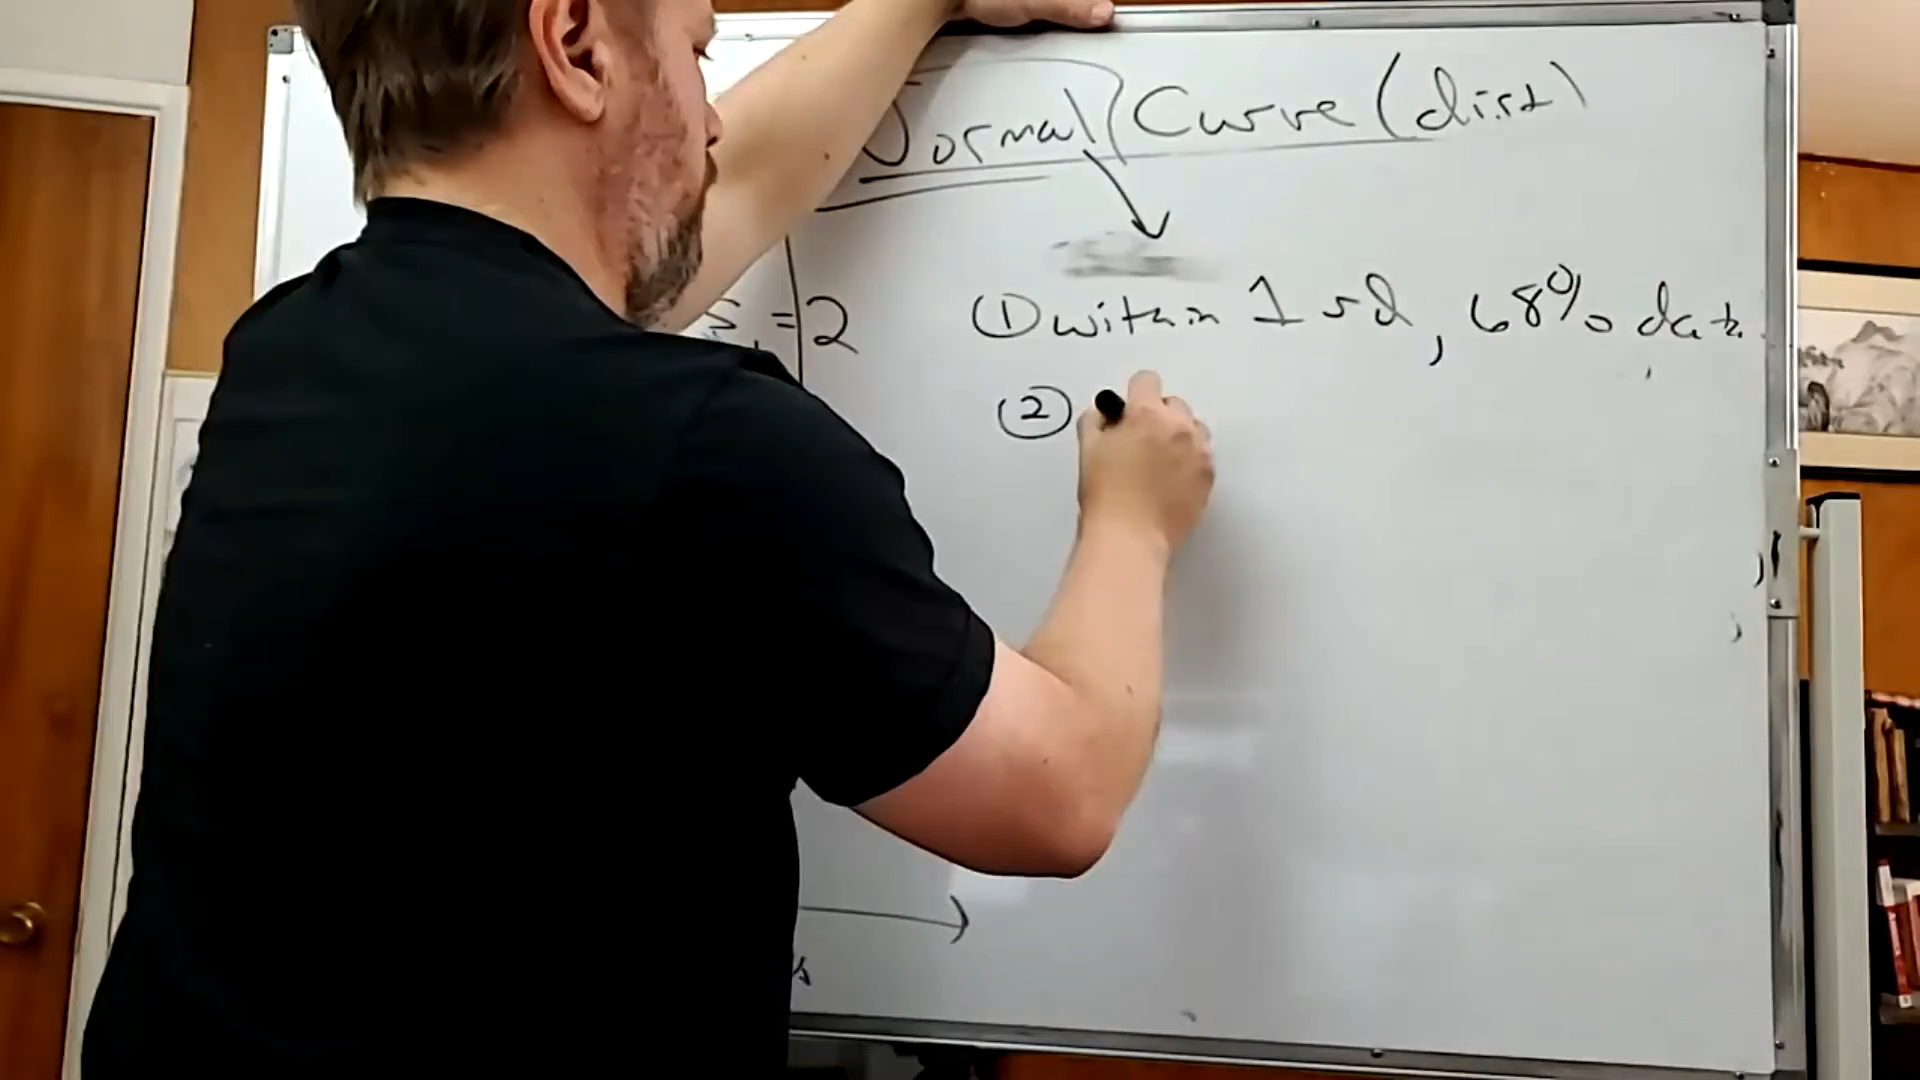 Normal Curve (dist)
S = 2
① within 1 sd, 68% data
②